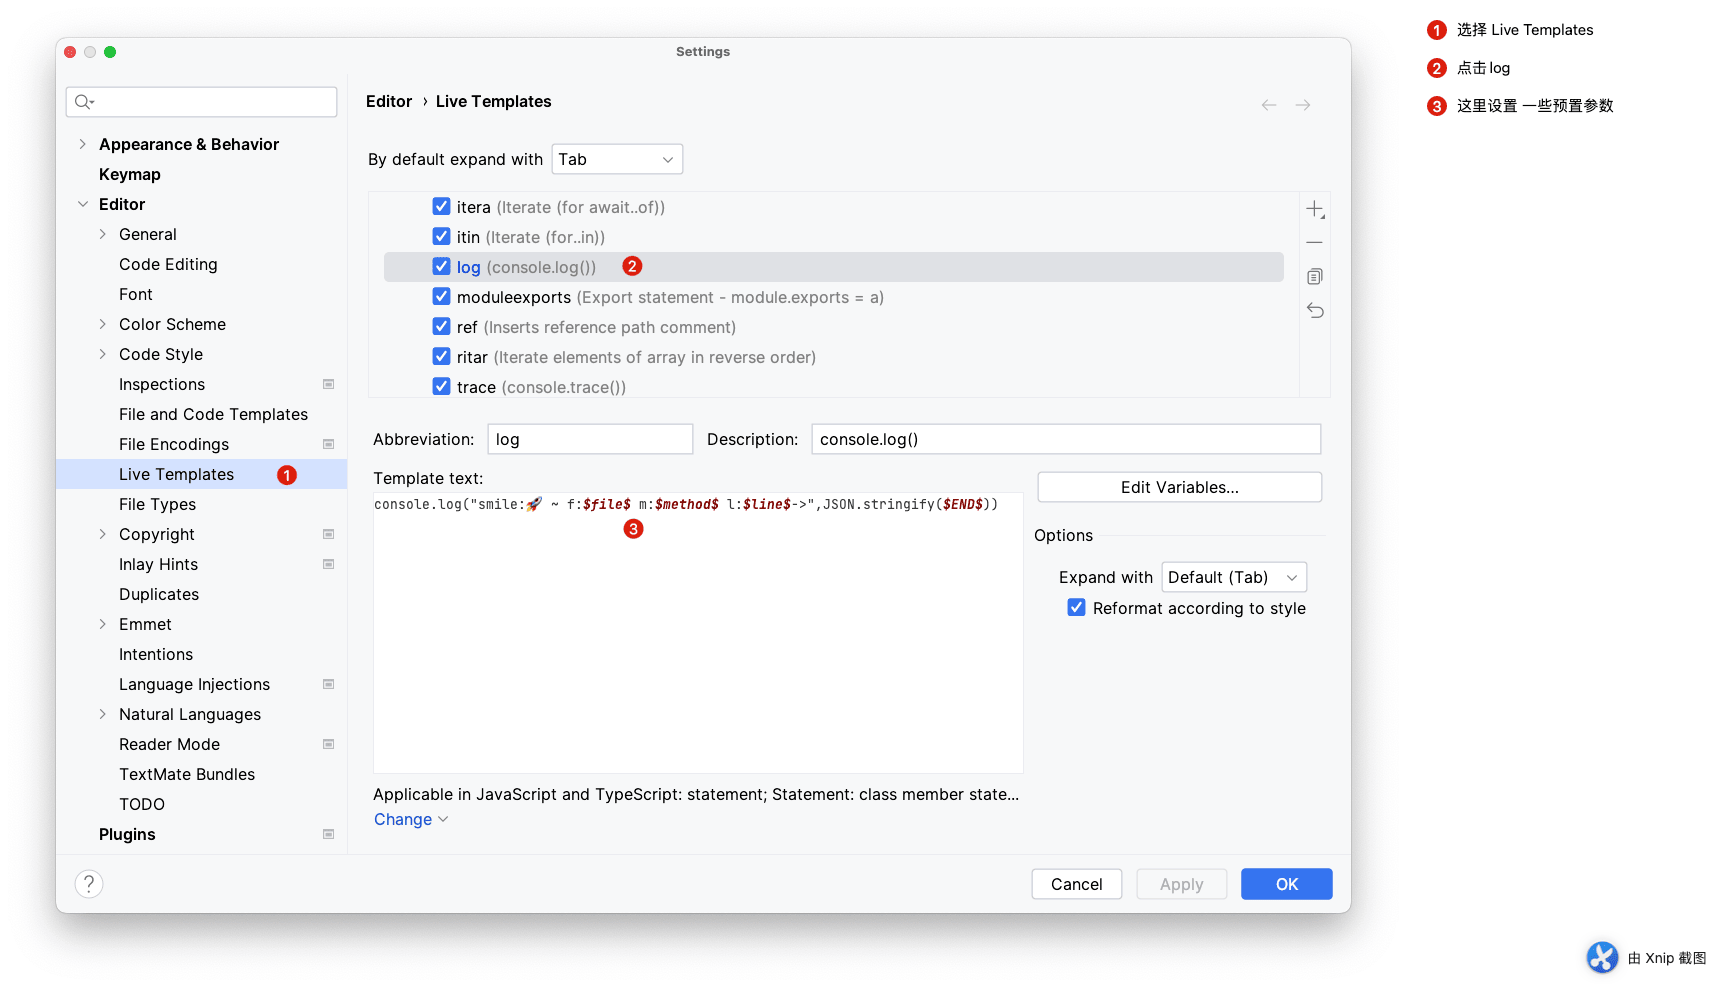 Settings
Appearance & Behavior
Keymap
Editor
General
Code Editing
Font
Color Scheme
Code Style
Inspections
File and Code Templates
File Encodings
Live Templates 1
File Types
Copyright
Inlay Hints
Duplicates
Emmet
Intentions
Language Injections
Natural Languages
Reader Mode
TextMate Bundles
TODO
Plugins
?
Editor › Live Templates
By default expand with Tab
itera (Iterate (for await..of))
itin (Iterate (for..in))
log (console.log()) 2
moduleexports (Export statement - module.exports = a)
ref (Inserts reference path comment)
ritar (Iterate elements of array in reverse order)
trace (console.trace())
Abbreviation: log Description: console.log()
Template text:
console.log("smile:🚀 ~ f:$file$ m:$method$ l:$line$->",JSON.stringify($END$))
3
Edit Variables...
Options
Expand with Default (Tab)
Reformat according to style
Applicable in JavaScript and TypeScript: statement; Statement: class member state...
Change
Cancel Apply OK
1 选择 Live Templates
2 点击 log
3 这里设置 一些预置参数
由 Xnip 截图